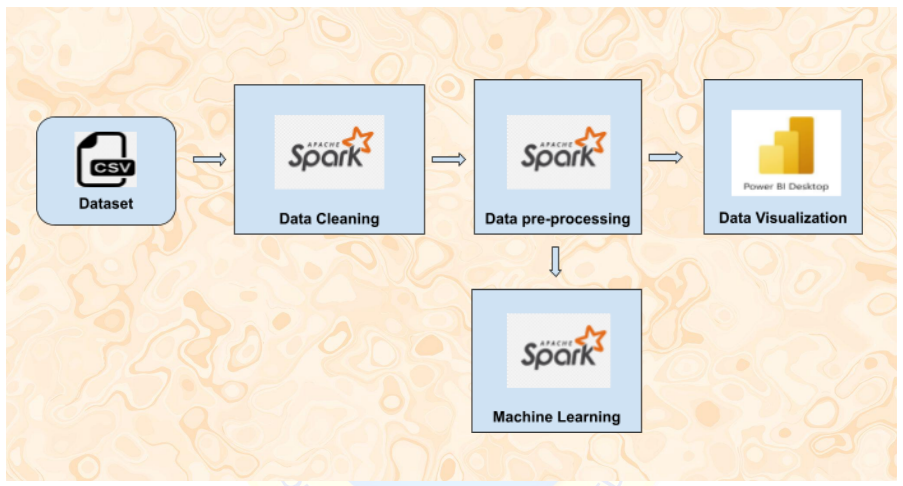 CSV
Dataset
APACHE
Spark
Data Cleaning
APACHE
Spark
Data pre-processing
Power BI Desktop
Data Visualization
APACHE
Spark
Machine Learning